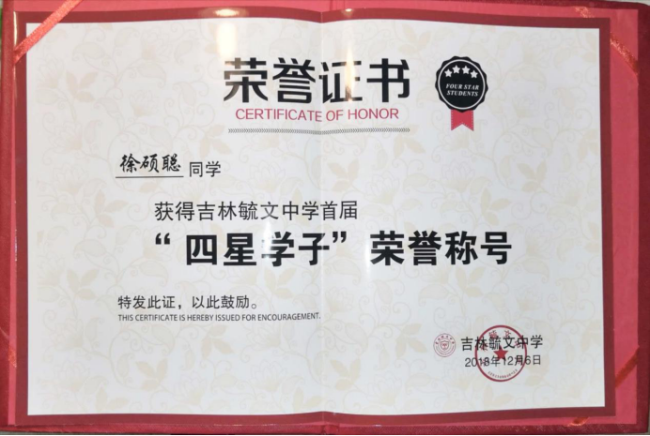 荣誉证书
CERTIFICATE OF HONOR
FOUR STAR
STUDENTS
徐硕聪 同学
获得吉林毓文中学首届
“四星学子”荣誉称号
特发此证，以此鼓励。
THIS CERTIFICATE IS HEREBY ISSUED FOR ENCOURAGEMENT.
吉林毓文中学
2018年12月6日